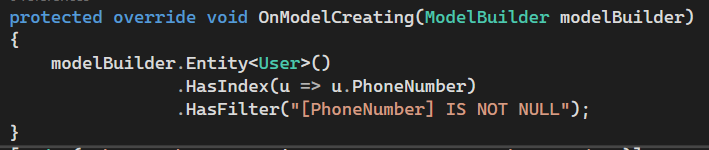 protected override void OnModelCreating(ModelBuilder modelBuilder)
{
    modelBuilder.Entity<User>()
                .HasIndex(u => u.PhoneNumber)
                .HasFilter("[PhoneNumber] IS NOT NULL");
}